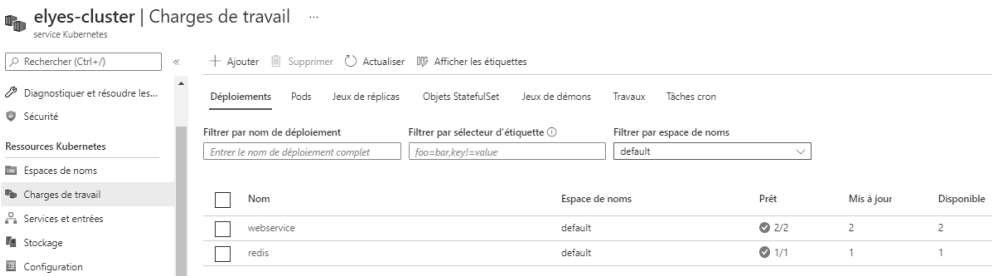 elyes-cluster | Charges de travail ...
service Kubernetes
Rechercher (Ctrl+/)
«
Ajouter Supprimer Actualiser Afficher les étiquettes
Diagnostiquer et résoudre les...
Sécurité
Ressources Kubernetes
Espaces de noms
Charges de travail
Services et entrées
Stockage
Configuration
Déploiements Pods Jeux de réplicas Objets StatefulSet Jeux de démons Travaux Tâches cron
Filtrer par nom de déploiement Filtrer par sélecteur d'étiquette Filtrer par espace de noms
Entrer le nom de déploiement complet foo=bar,key!=value default
Nom Espace de noms Prêt Mis à jour Disponible
webservice default 2/2 2 2
redis default 1/1 1 1